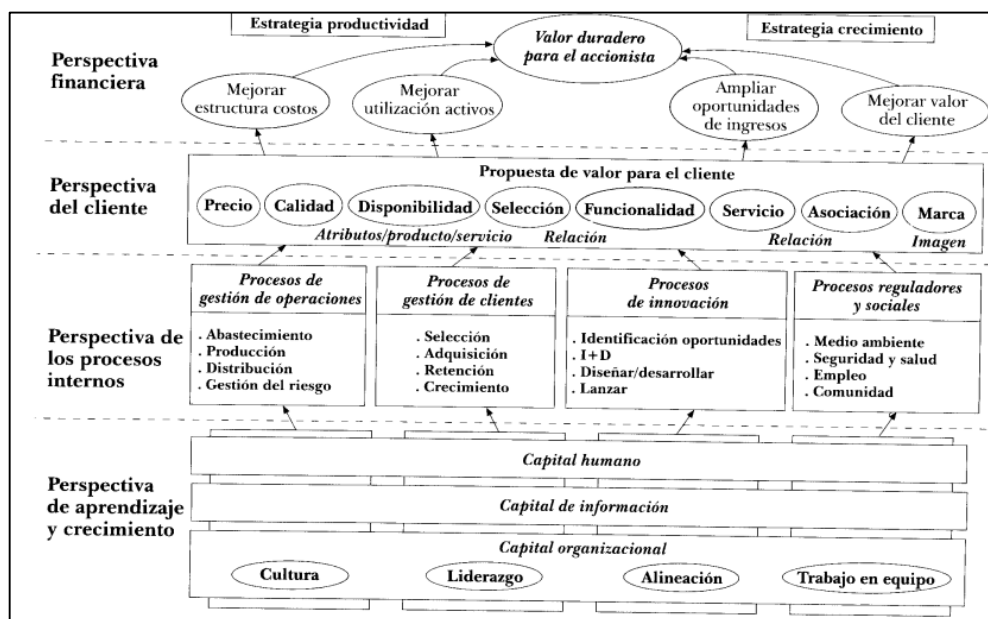 Estrategia productividad
Estrategia crecimiento
Perspectiva
financiera
Valor duradero
para el accionista
Mejorar
estructura costos
Mejorar
utilización activos
Ampliar
oportunidades
de ingresos
Mejorar valor
del cliente
Perspectiva
del cliente
Propuesta de valor para el cliente
Precio
Calidad
Disponibilidad
Selección
Funcionalidad
Servicio
Asociación
Marca
Atributos/producto/servicio
Relación
Relación
Imagen
Perspectiva de
los procesos
internos
Procesos de
gestión de operaciones
. Abastecimiento
. Producción
. Distribución
. Gestión del riesgo
Procesos de
gestión de clientes
. Selección
. Adquisición
. Retención
. Crecimiento
Procesos
de innovación
. Identificación oportunidades
. I+D
. Diseñar/desarrollar
. Lanzar
Procesos reguladores
y sociales
. Medio ambiente
. Seguridad y salud
. Empleo
. Comunidad
Perspectiva
de aprendizaje
y crecimiento
Capital humano
Capital de información
Capital organizacional
Cultura
Liderazgo
Alineación
Trabajo en equipo